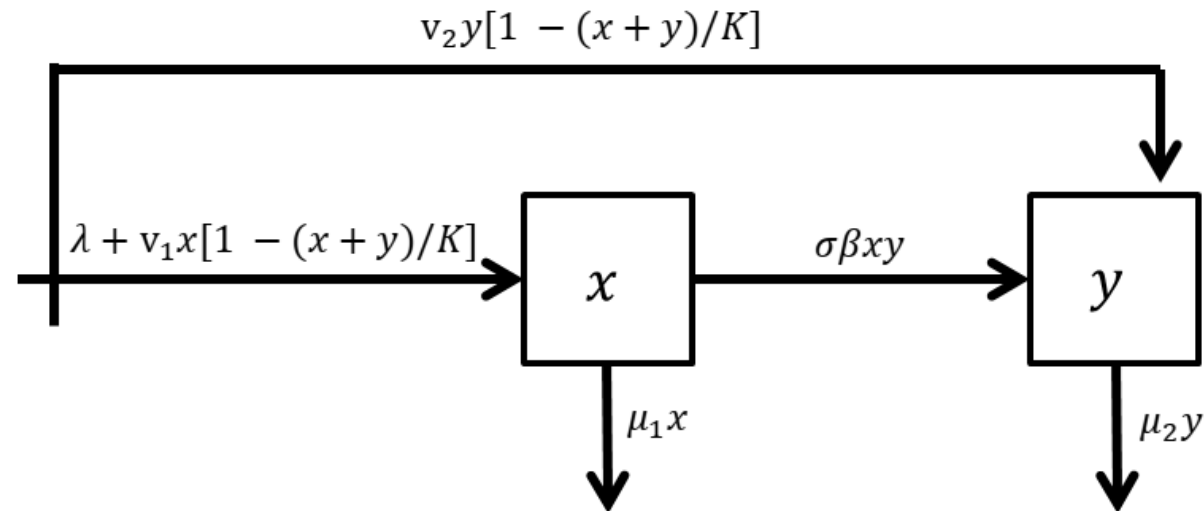 v₂y[1 − (x + y)/K]
λ + v₁x[1 − (x + y)/K]
x
σβxy
y
μ₁x
μ₂y